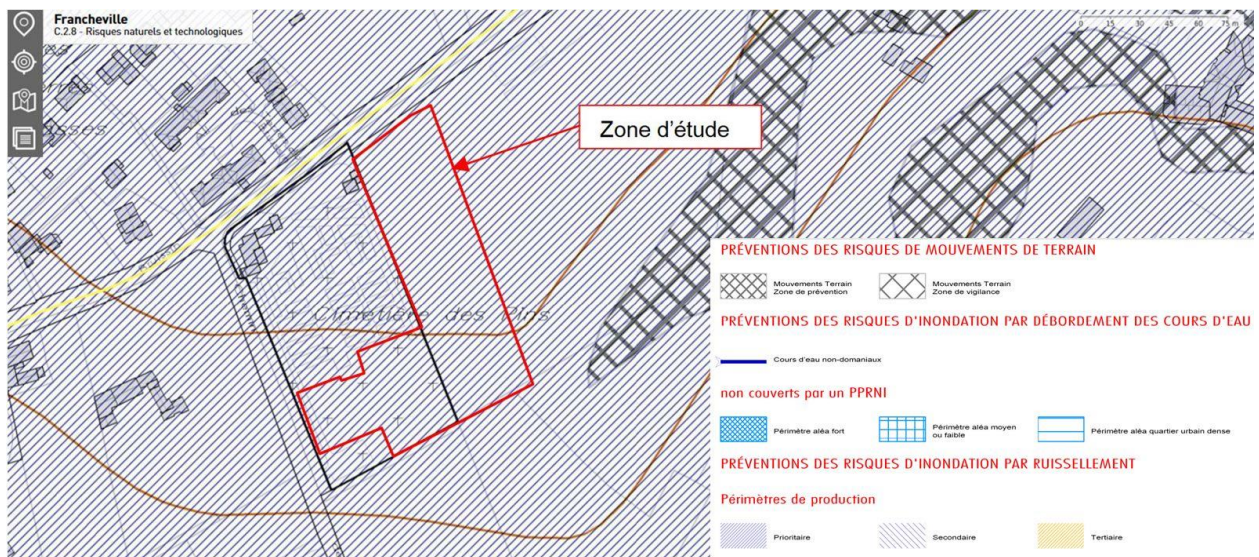 Francheville
C.2.8 - Risques naturels et technologiques
0 15 30 45 60 75 m
Zone d'étude
Cimetière des Pins
Chemin
PRÉVENTIONS DES RISQUES DE MOUVEMENTS DE TERRAIN
Mouvements Terrain
Zone de prévention
Mouvements Terrain
Zone de vigilance
PRÉVENTIONS DES RISQUES D'INONDATION PAR DÉBORDEMENT DES COURS D'EAU
Cours d'eau non-domaniaux
non couverts par un PPRNI
Périmètre aléa fort
Périmètre aléa moyen
ou faible
Périmètre aléa quartier urbain dense
PRÉVENTIONS DES RISQUES D'INONDATION PAR RUISSELLEMENT
Périmètres de production
Prioritaire
Secondaire
Tertiaire